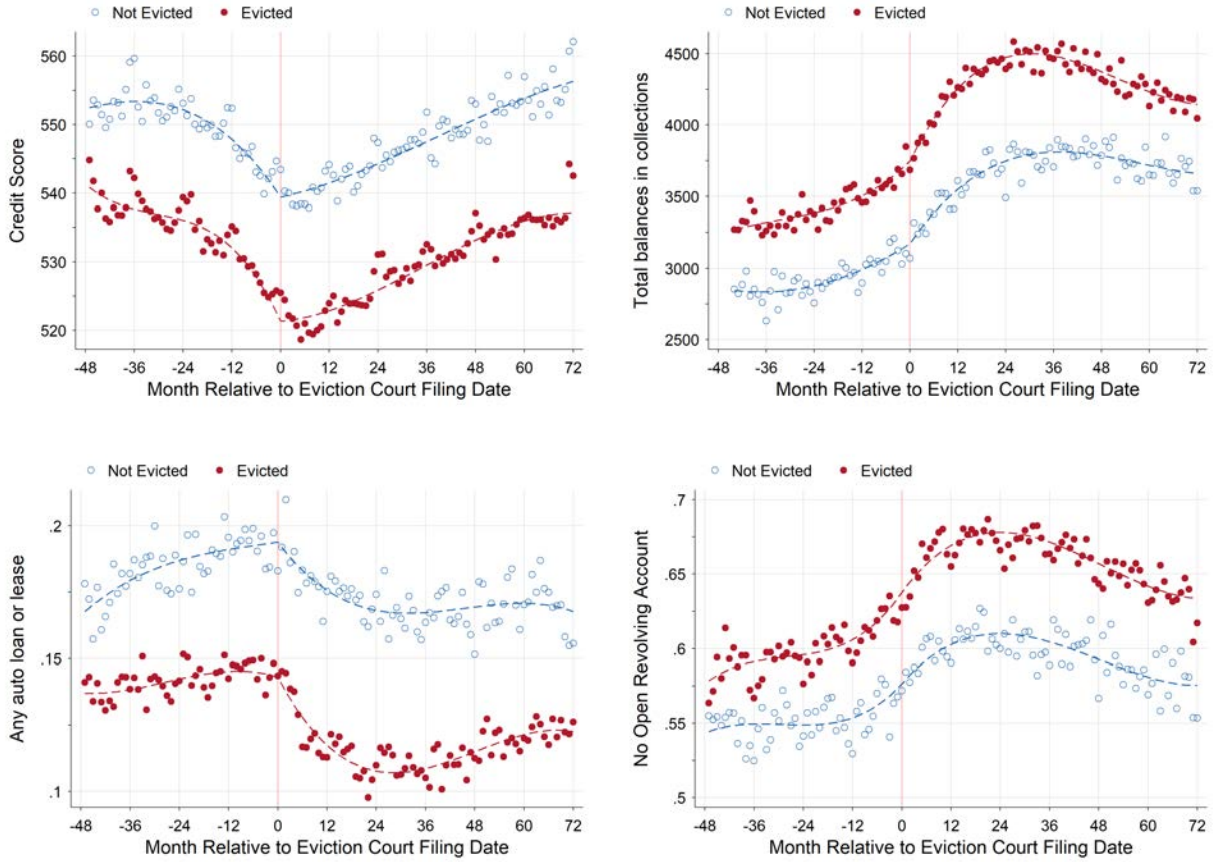 Not Evicted Evicted
Credit Score
560
550
540
530
520
-48 -36 -24 -12 0 12 24 36 48 60 72
Month Relative to Eviction Court Filing Date
Not Evicted Evicted
Total balances in collections
4500
4000
3500
3000
2500
-48 -36 -24 -12 0 12 24 36 48 60 72
Month Relative to Eviction Court Filing Date
Not Evicted Evicted
Any auto loan or lease
.2
.15
.1
-48 -36 -24 -12 0 12 24 36 48 60 72
Month Relative to Eviction Court Filing Date
Not Evicted Evicted
No Open Revolving Account
.7
.65
.6
.55
.5
-48 -36 -24 -12 0 12 24 36 48 60 72
Month Relative to Eviction Court Filing Date